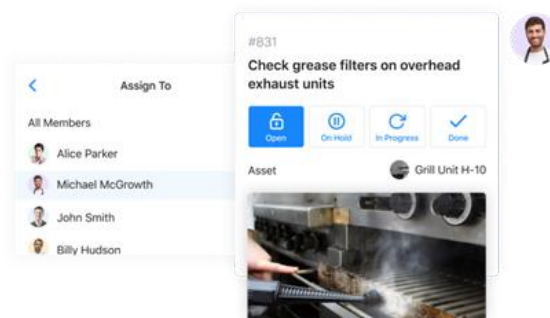 Assign To
All Members
Alice Parker
Michael McGrowth
John Smith
Billy Hudson
#831
Check grease filters on overhead
exhaust units
Open
On Hold
In Progress
Done
Asset
Grill Unit H-10